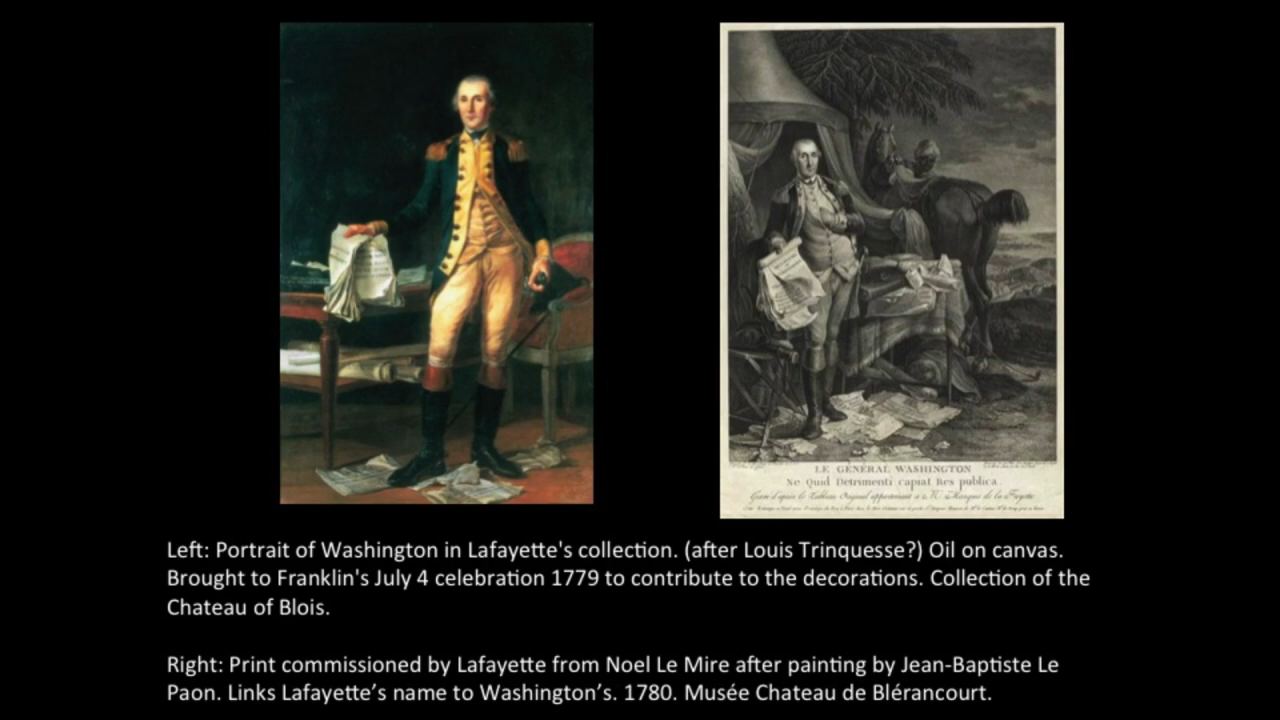 LE GÉNÉRAL WASHINGTON
Ne Quid Detrimenti capiat Res publica.
Left: Portrait of Washington in Lafayette's collection. (after Louis Trinquesse?) Oil on canvas.
Brought to Franklin's July 4 celebration 1779 to contribute to the decorations. Collection of the
Chateau of Blois.
Right: Print commissioned by Lafayette from Noel Le Mire after painting by Jean-Baptiste Le
Paon. Links Lafayette’s name to Washington’s. 1780. Musée Chateau de Blérancourt.